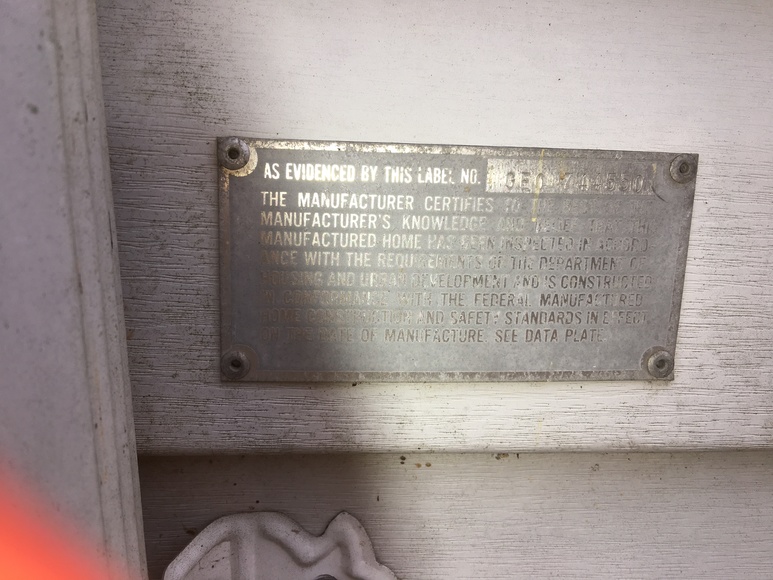 AS EVIDENCED BY THIS LABEL NO.
THE MANUFACTURER CERTIFIES TO THE
MANUFACTURER'S KNOWLEDGE AND BELIEF THAT THE
MANUFACTURED HOME HAS BEEN INSPECTED IN ACCORD-
ANCE WITH THE REQUIREMENTS OF THE DEPARTMENT OF
HOUSING AND URBAN DEVELOPMENT AND IS CONSTRUCTED
IN CONFORMANCE WITH THE FEDERAL MANUFACTURED
HOME CONSTRUCTION AND SAFETY STANDARDS IN EFFECT
ON THE DATE OF MANUFACTURE. SEE DATA PLATE.